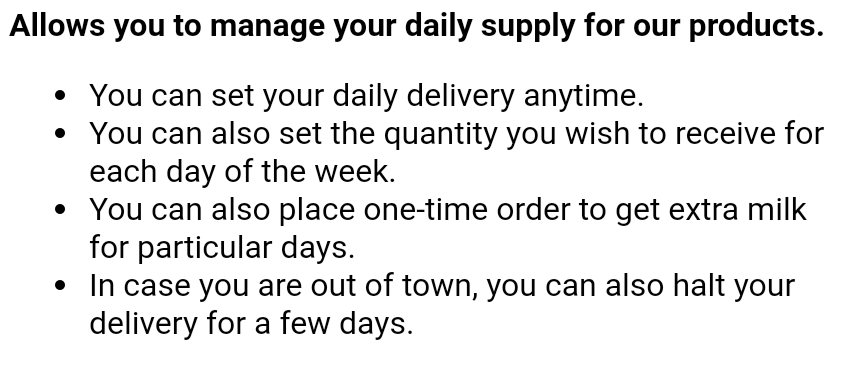 Allows you to manage your daily supply for our products.
• You can set your daily delivery anytime.
• You can also set the quantity you wish to receive for
each day of the week.
• You can also place one-time order to get extra milk
for particular days.
• In case you are out of town, you can also halt your
delivery for a few days.